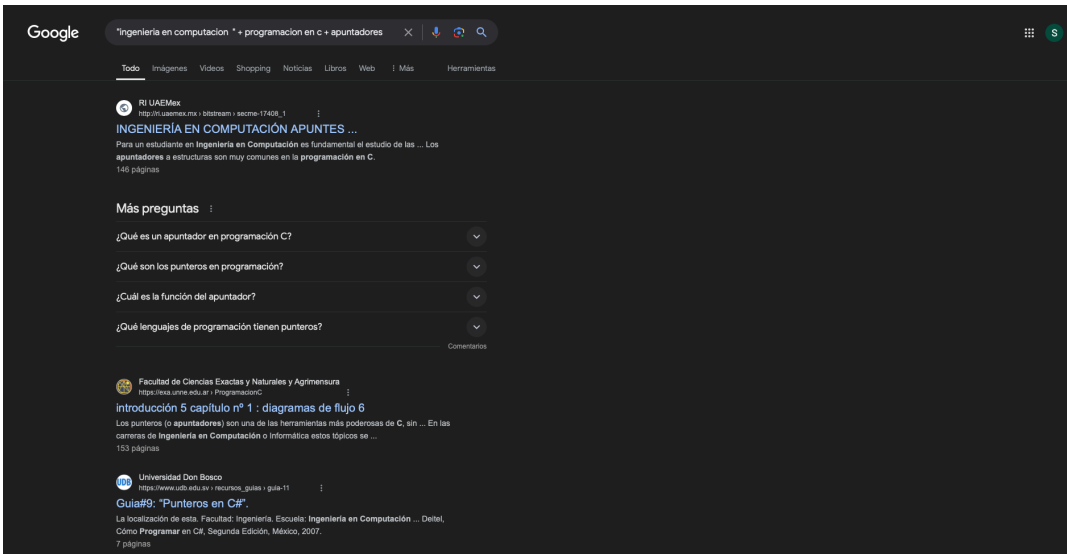 Google
"ingenieria en computacion " + programacion en c + apuntadores
S
Todo Imágenes Videos Shopping Noticias Libros Web Más Herramientas
RI UAEMex
http://ri.uaemex.mx › bitstream › secme-17408_1
INGENIERÍA EN COMPUTACIÓN APUNTES ...
Para un estudiante en Ingeniería en Computación es fundamental el estudio de las ... Los
apuntadores a estructuras son muy comunes en la programación en C.
146 páginas
Más preguntas
¿Qué es un apuntador en programación C?
¿Qué son los punteros en programación?
¿Cuál es la función del apuntador?
¿Qué lenguajes de programación tienen punteros?
Comentarios
Facultad de Ciencias Exactas y Naturales y Agrimensura
https://exa.unne.edu.ar › ProgramacionC
introducción 5 capítulo nº 1 : diagramas de flujo 6
Los punteros (o apuntadores) son una de las herramientas más poderosas de C, sin ... En las
carreras de Ingeniería en Computación o Informática estos tópicos se ...
153 páginas
UDB
Universidad Don Bosco
https://www.udb.edu.sv › recursos_guias › guia-11
Guia#9: "Punteros en C#".
La localización de esta. Facultad: Ingeniería. Escuela: Ingeniería en Computación ... Deitel,
Cómo Programar en C#, Segunda Edición, México, 2007.
7 páginas